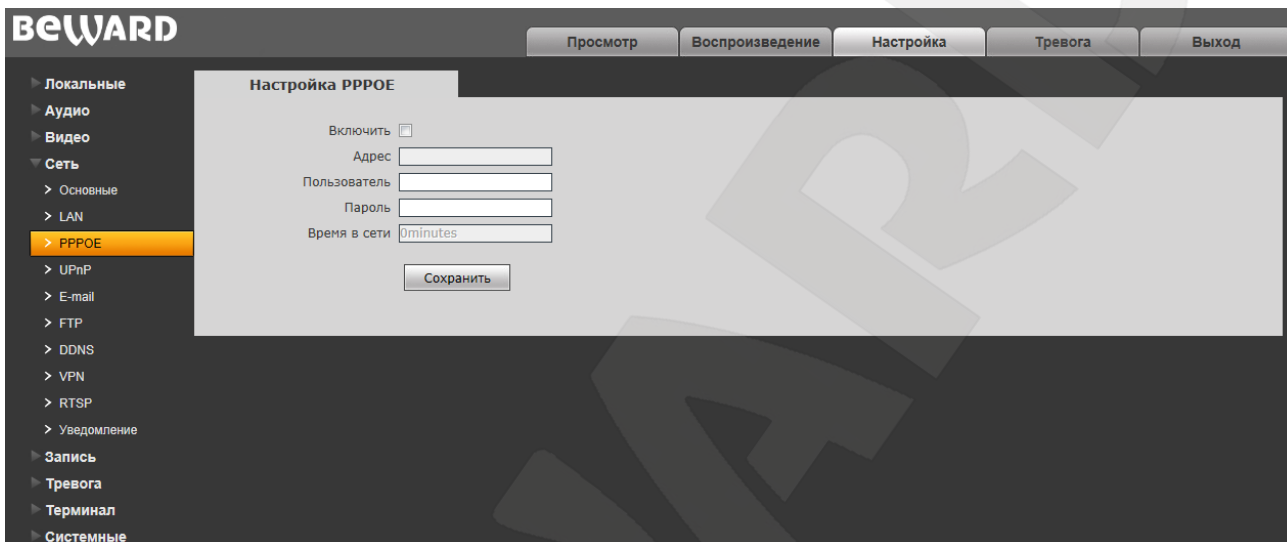 BEWARD
Просмотр Воспроизведение Настройка Тревога Выход
Локальные
Аудио
Видео
Сеть
> Основные
> LAN
> PPPOE
> UPnP
> E-mail
> FTP
> DDNS
> VPN
> RTSP
> Уведомление
Запись
Тревога
Терминал
Системные
Настройка PPPOE
Включить
Адрес
Пользователь
Пароль
Время в сети 0minutes
Сохранить